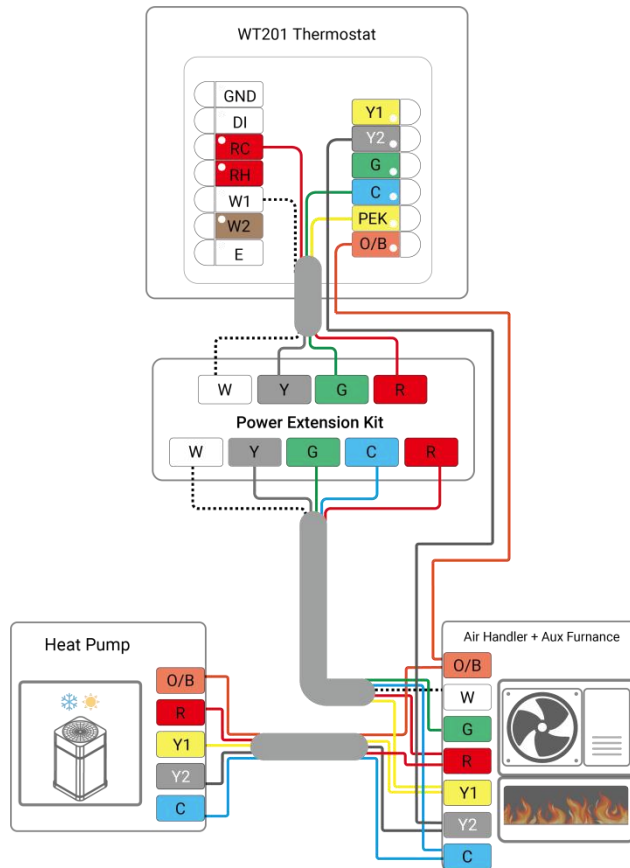 WT201 Thermostat
GND
DI
RC
RH
W1
W2
E
Y1
Y2
G
C
PEK
O/B
W Y G R
Power Extension Kit
W Y G C R
Heat Pump
O/B
R
Y1
Y2
C
Air Handler + Aux Furnance
O/B
W
G
R
Y1
Y2
C